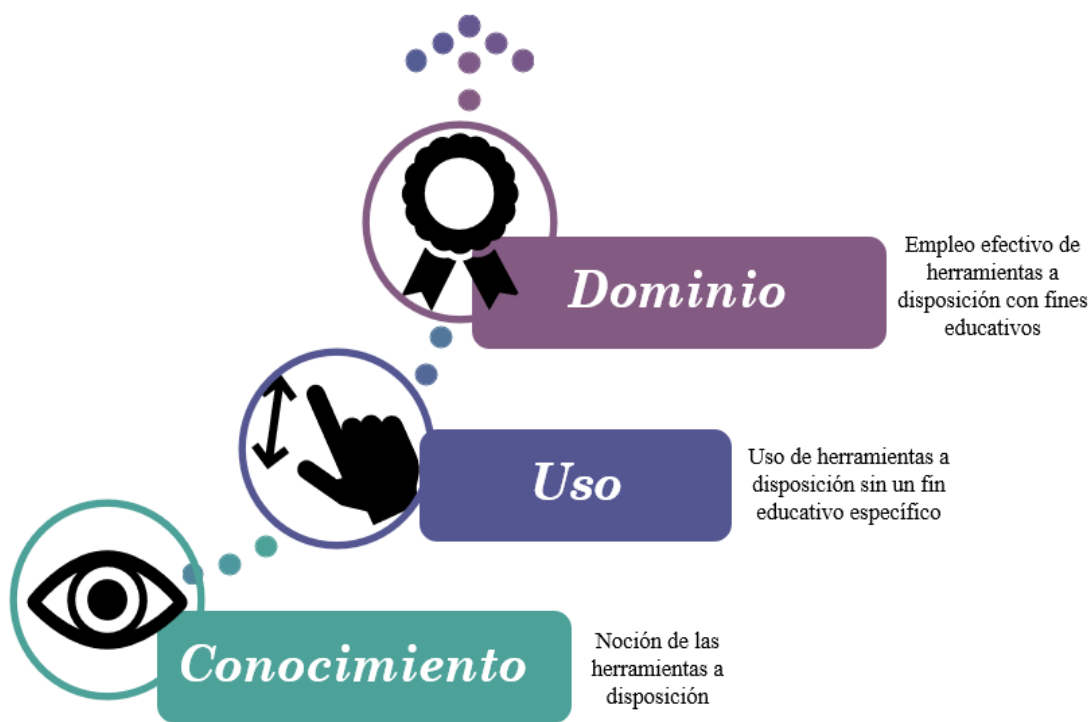 Dominio
Empleo efectivo de
herramientas a
disposición con fines
educativos
Uso
Uso de herramientas a
disposición sin un fin
educativo específico
Conocimiento
Noción de las
herramientas a
disposición